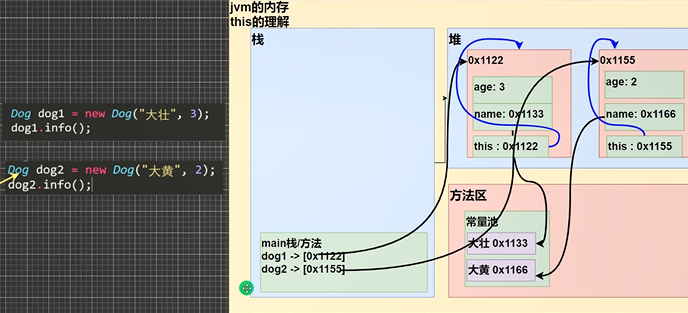 jvm的内存
this的理解
Dog dog1 = new Dog("大壮", 3);
dog1.info();
Dog dog2 = new Dog("大黄", 2);
dog2.info();
栈
main栈/方法
dog1 -> [0x1122]
dog2 -> [0x1155]
堆
0x1122
age: 3
name: 0x1133
this : 0x1122
0x1155
age: 2
name: 0x1166
this : 0x1155
方法区
常量池
大壮 0x1133
大黄 0x1166